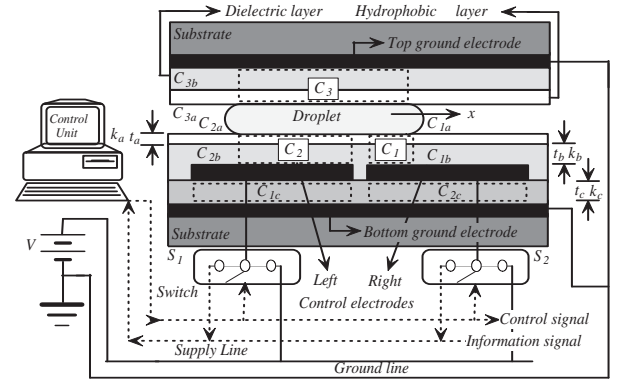 Dielectric layer Hydrophobic layer
Substrate
Top ground electrode
C3b
C3
C3a
C2a
Droplet
x
C1a
Control
Unit
ka ta
C2b
C2
C1
C1b
tb kb
C1c
C2c
tc kc
Substrate
Bottom ground electrode
S1
S2
V
Switch
Left
Right
Control electrodes
Control signal
Information signal
Supply Line
Ground line